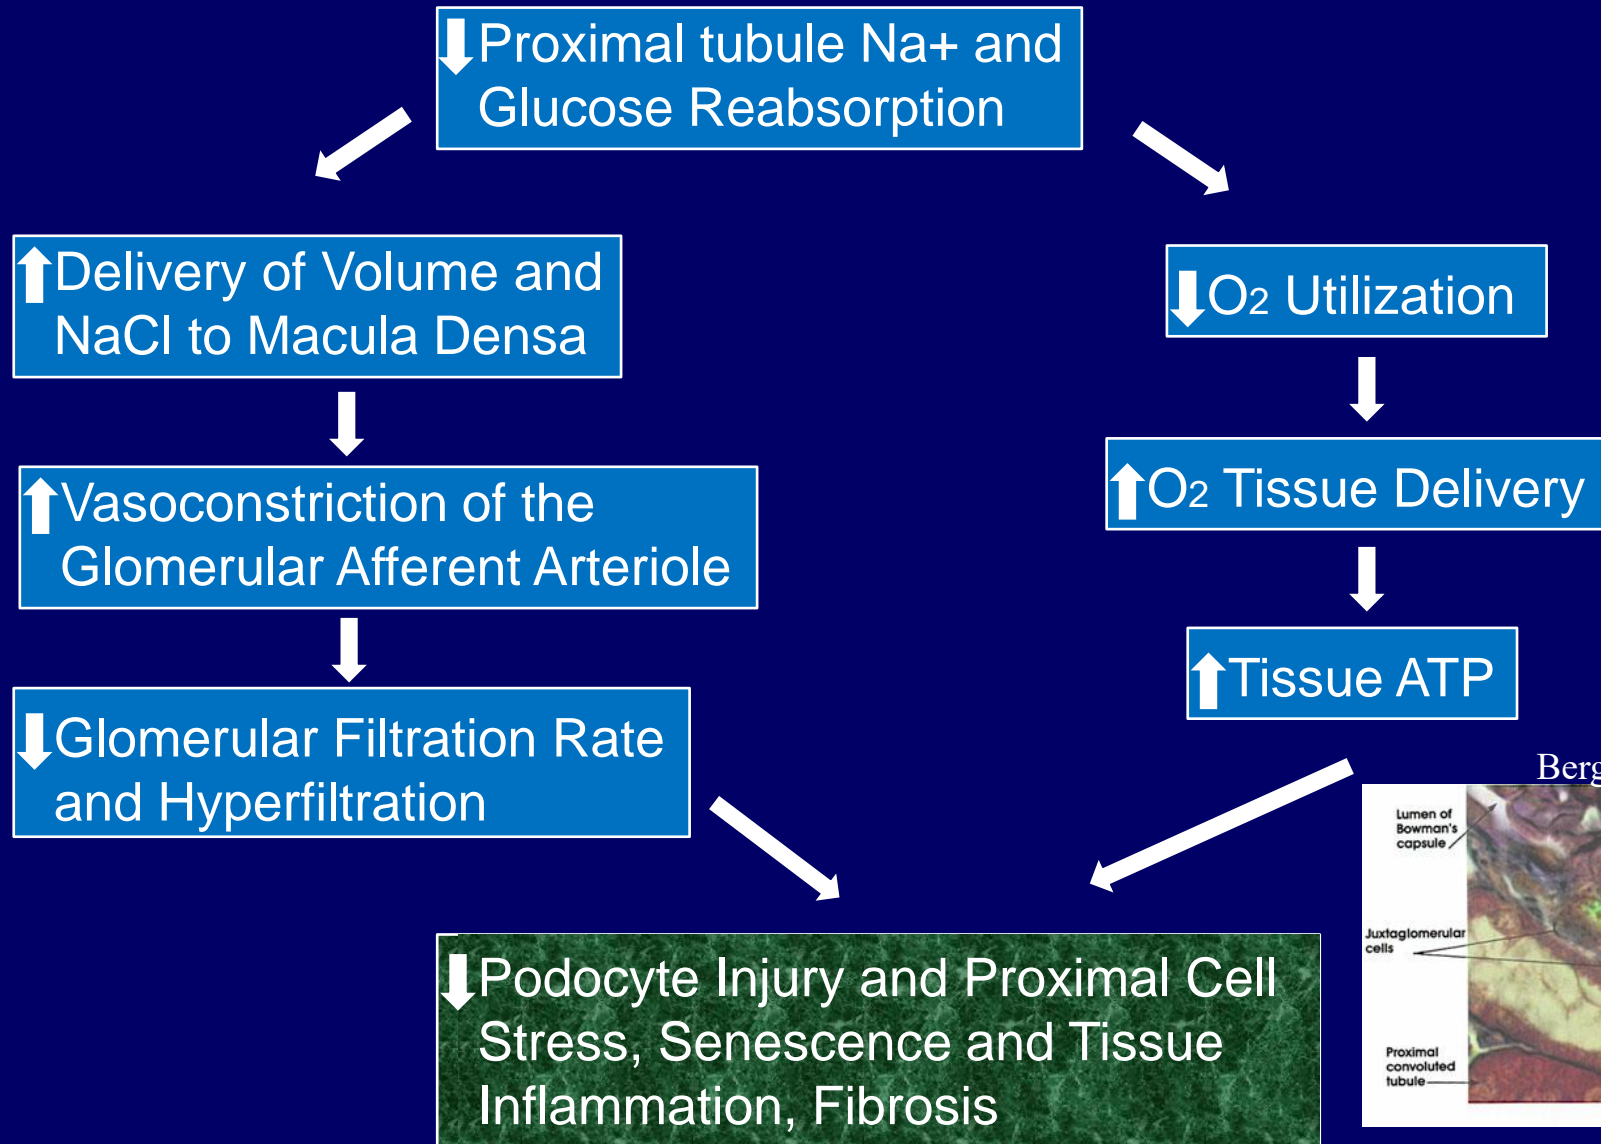 ⬇Proximal tubule Na+ and
Glucose Reabsorption
⬆Delivery of Volume and
NaCl to Macula Densa
⬆Vasoconstriction of the
Glomerular Afferent Arteriole
⬇Glomerular Filtration Rate
and Hyperfiltration
⬇O2 Utilization
⬆O2 Tissue Delivery
⬆Tissue ATP
Berg
Lumen of
Bowman's
capsule
Juxtaglomerular
cells
Proximal
convoluted
tubule
⬇Podocyte Injury and Proximal Cell
Stress, Senescence and Tissue
Inflammation, Fibrosis